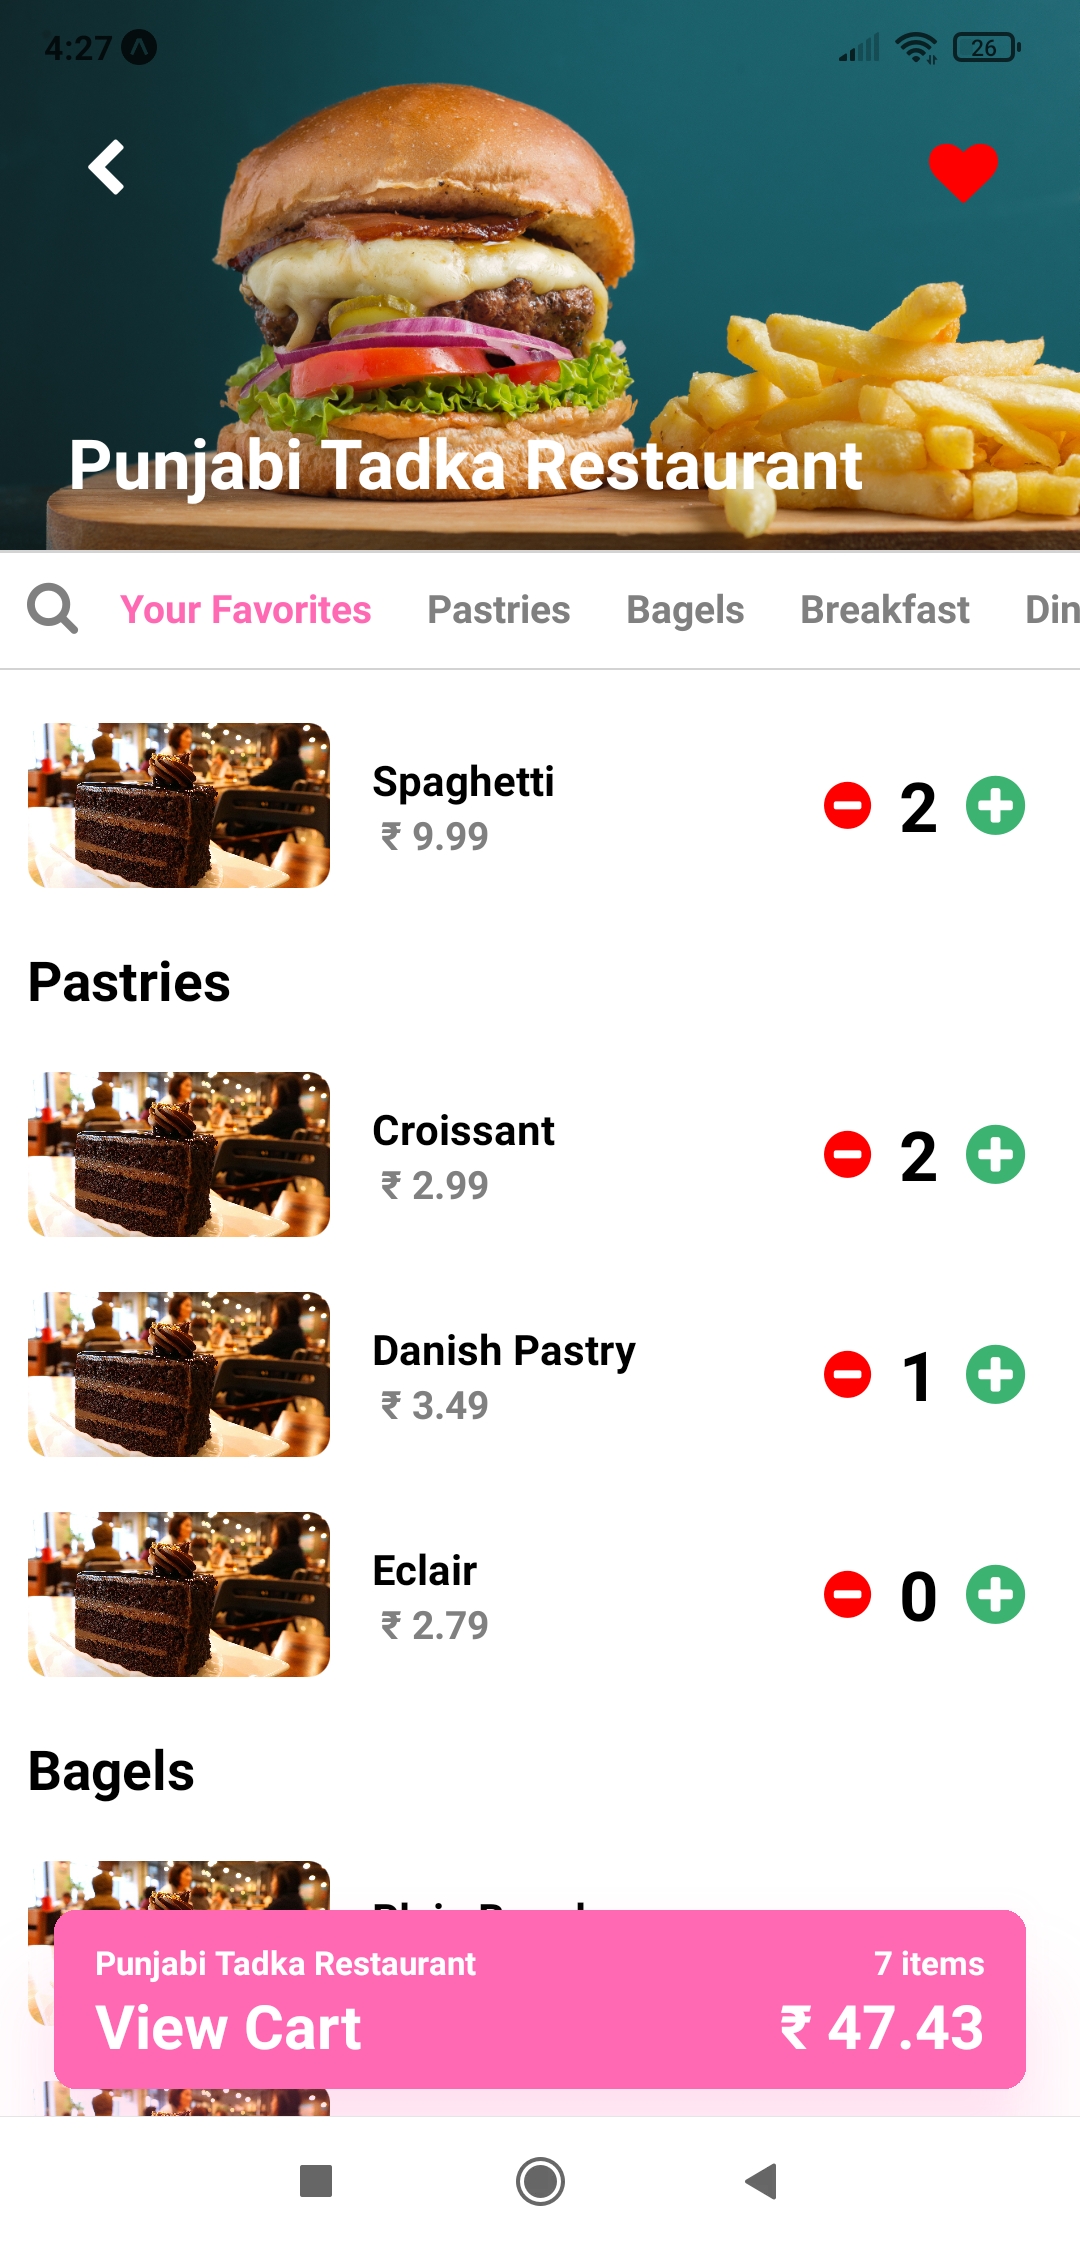 4:27
26
Punjabi Tadka Restaurant
Your Favorites Pastries Bagels Breakfast Din
Spaghetti
₹ 9.99
2
Pastries
Croissant
₹ 2.99
2
Danish Pastry
₹ 3.49
1
Eclair
₹ 2.79
0
Bagels
Punjabi Tadka Restaurant 7 items
View Cart ₹ 47.43